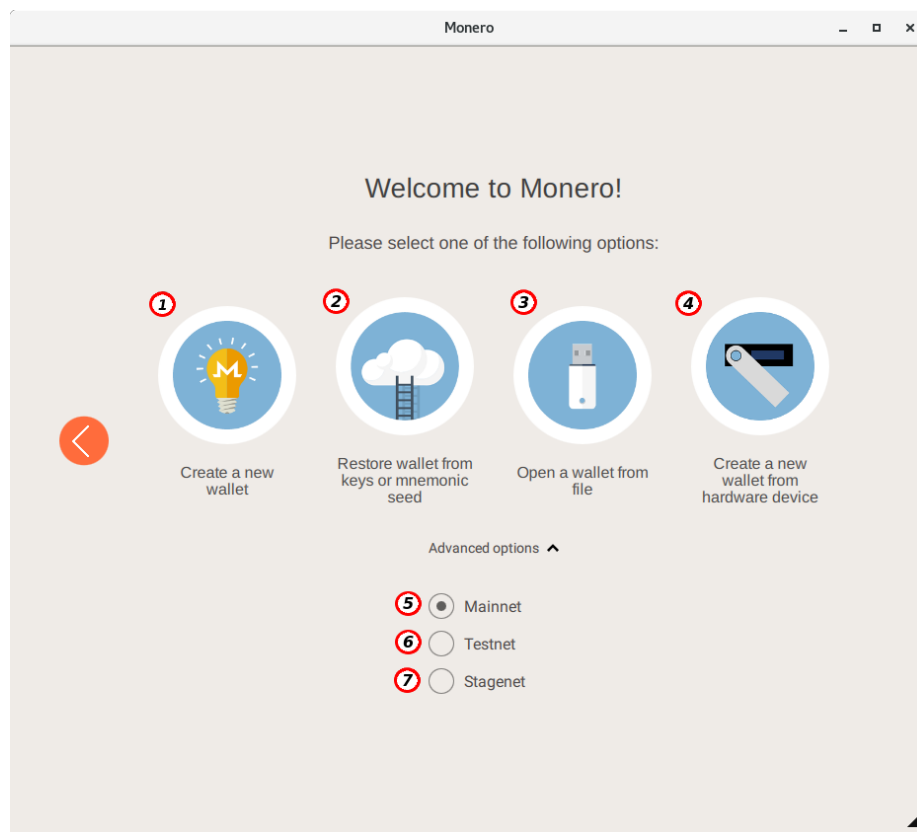 Monero
Welcome to Monero!
Please select one of the following options:
1
2
3
4
Create a new
wallet
Restore wallet from
keys or mnemonic
seed
Open a wallet from
file
Create a new
wallet from
hardware device
Advanced options
5 Mainnet
6 Testnet
7 Stagenet